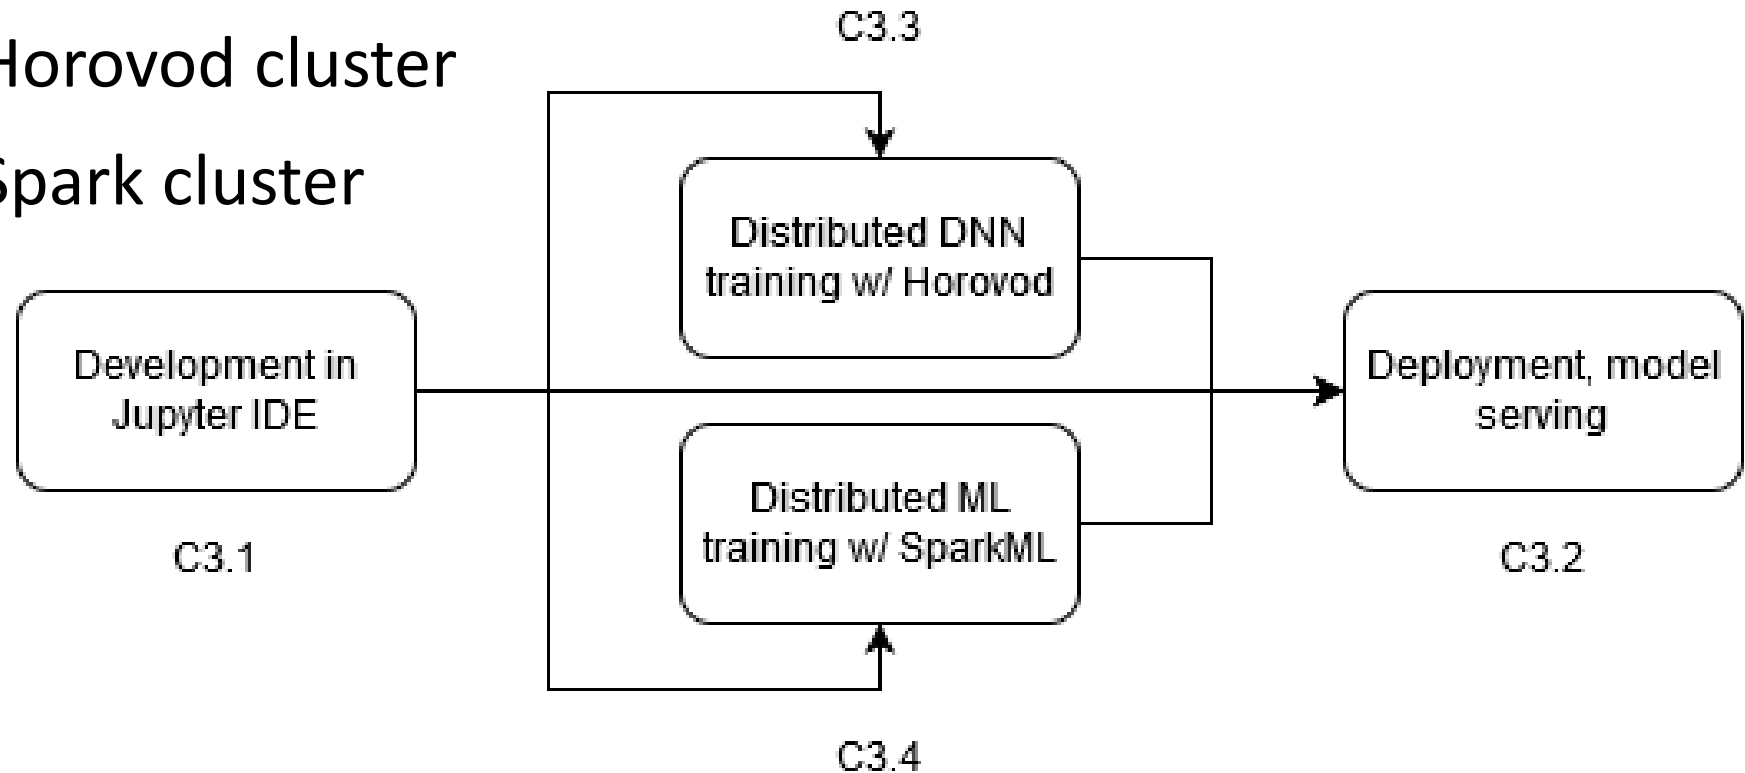 C3.3
Horovod cluster
Spark cluster
Distributed DNN
training w/ Horovod
Development in
Jupyter IDE
Deployment, model
serving
Distributed ML
training w/ SparkML
C3.1
C3.2
C3.4